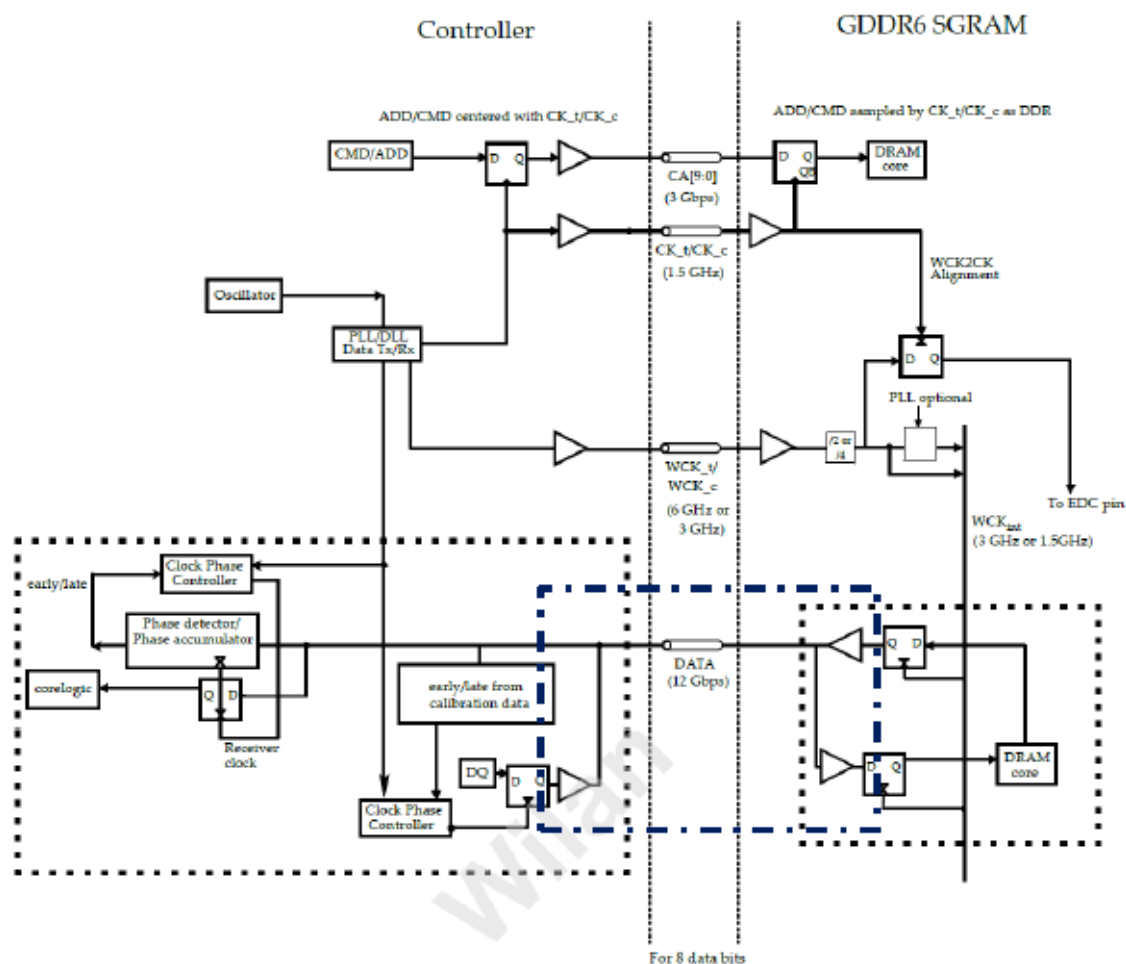 Controller
GDDR6 SGRAM
ADD/CMD centered with CK_t/CK_c
ADD/CMD sampled by CK_t/CK_c as DDR
CMD/ADD
D Q
CA[9:0]
(3 Gbps)
D Q
QB
DRAM
core
CK_t/CK_c
(1.5 GHz)
WCK2CK
Alignment
Oscillator
PLL/DLL
Data Tx/Rx
D Q
PLL optional
/2 or
/4
WCK_t/
WCK_c
(6 GHz or
3 GHz)
To EDC pin
WCKint
(3 GHz or 1.5GHz)
early/late
Clock Phase
Controller
Phase detector/
Phase accumulator
corelogic
Q D
Receiver
clock
early/late from
calibration data
DATA
(12 Gbps)
Q D
DQ
D Q
Clock Phase
Controller
D Q
DRAM
core
Wilan
For 8 data bits